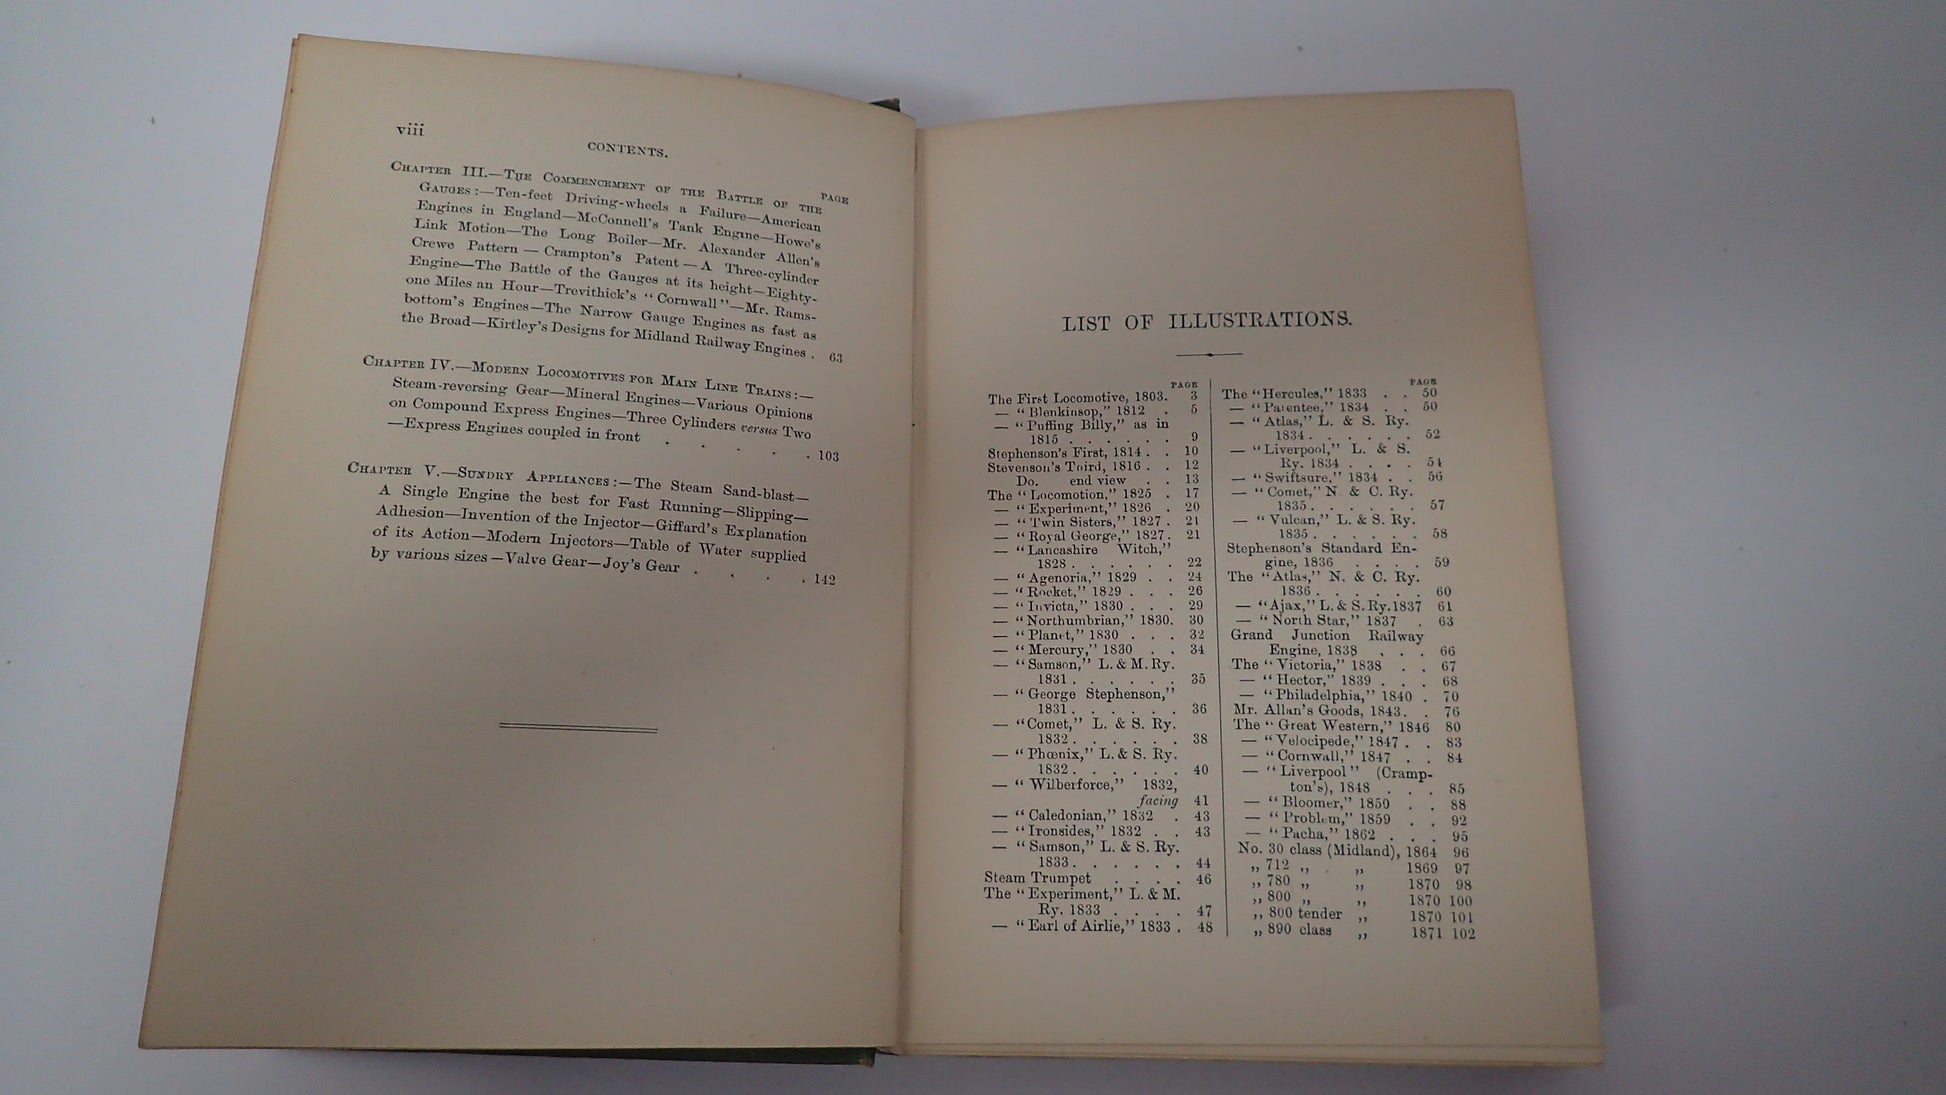 viii
CONTENTS.
PAGE
CHAPTER III.—THE COMMENCEMENT OF THE BATTLE OF THE
GAUGES:—Ten-feet Driving-wheels a Failure—American
Engines in England—McConnell's Tank Engine—Howe's
Link Motion—The Long Boiler—Mr. Alexander Allen's
Crewe Pattern — Crampton's Patent — A Three-cylinder
Engine—The Battle of the Gauges at its height—Eighty-
one Miles an Hour—Trevithick's “Cornwall”—Mr. Rams-
bottom's Engines—The Narrow Gauge Engines as fast as
the Broad—Kirtley's Designs for Midland Railway Engines . 63
CHAPTER IV.—MODERN LOCOMOTIVES FOR MAIN LINE TRAINS:—
Steam-reversing Gear—Mineral Engines—Various Opinions
on Compound Express Engines—Three Cylinders versus Two
—Express Engines coupled in front . . . . . 103
CHAPTER V.—SUNDRY APPLIANCES:—The Steam Sand-blast—
A Single Engine the best for Fast Running—Slipping—
Adhesion—Invention of the Injector—Giffard's Explanation
of its Action—Modern Injectors—Table of Water supplied
by various sizes—Valve Gear—Joy's Gear . . . . 142
LIST OF ILLUSTRATIONS.
PAGE
The First Locomotive, 1803. 3
— “Blenkinsop,” 1812 . 5
— “Puffing Billy,” as in
1815 . . . . . . 9
Stephenson's First, 1814 . . 10
Stevenson's Third, 1816 . . 12
Do. end view . . 13
The “Locomotion,” 1825 . 17
— “Experiment,” 1826 . 20
— “Twin Sisters,” 1827 . 21
— “Royal George,” 1827. 21
— “Lancashire Witch,”
1828 . . . . . . 22
— “Agenoria,” 1829 . . 24
— “Rocket,” 1829 . . . 26
— “Invicta,” 1830 . . . 29
— “Northumbrian,” 1830. 30
— “Planet,” 1830 . . . 32
— “Mercury,” 1830 . . 34
— “Samson,” L. & M. Ry.
1831 . . . . . . 35
— “George Stephenson,”
1831 . . . . . . 36
— “Comet,” L. & S. Ry.
1832 . . . . . . 38
— “Phœnix,” L. & S. Ry.
1832 . . . . . . 40
— “Wilberforce,” 1832,
facing 41
— “Caledonian,” 1832 . 43
— “Ironsides,” 1832 . . 43
— “Samson,” L. & S. Ry.
1833 . . . . . . 44
Steam Trumpet . . . . 46
The “Experiment,” L. & M.
Ry. 1833 . . . . 47
— “Earl of Airlie,” 1833 . 48
PAGE
The “Hercules,” 1833 . . 50
— “Patentee,” 1834 . . 50
— “Atlas,” L. & S. Ry.
1834 . . . . . . 52
— “Liverpool,” L. & S.
Ry. 1834 . . . . 54
— “Swiftsure,” 1834 . . 56
— “Comet,” N. & C. Ry.
1835 . . . . . . 57
— “Vulcan,” L. & S. Ry.
1835 . . . . . . 58
Stephenson's Standard En-
gine, 1836 . . . . 59
The “Atlas,” N. & C. Ry.
1836 . . . . . . 60
— “Ajax,” L. & S. Ry. 1837 61
— “North Star,” 1837 . 63
Grand Junction Railway
Engine, 1838 . . . 66
The “Victoria,” 1838 . . 67
— “Hector,” 1839 . . . 68
— “Philadelphia,” 1840 . 70
Mr. Allan's Goods, 1843. . 76
The “Great Western,” 1846 80
— “Velocipede,” 1847 . . 83
— “Cornwall,” 1847 . . 84
— “Liverpool” (Cramp-
ton's), 1848 . . . 85
— “Bloomer,” 1850 . . 88
— “Problem,” 1859 . . 92
— “Pacha,” 1862 . . . 95
No. 30 class (Midland), 1864 96
„ 712 „ „ 1869 97
„ 780 „ „ 1870 98
„ 800 „ „ 1870 100
„ 800 tender „ 1870 101
„ 890 class „ 1871 102